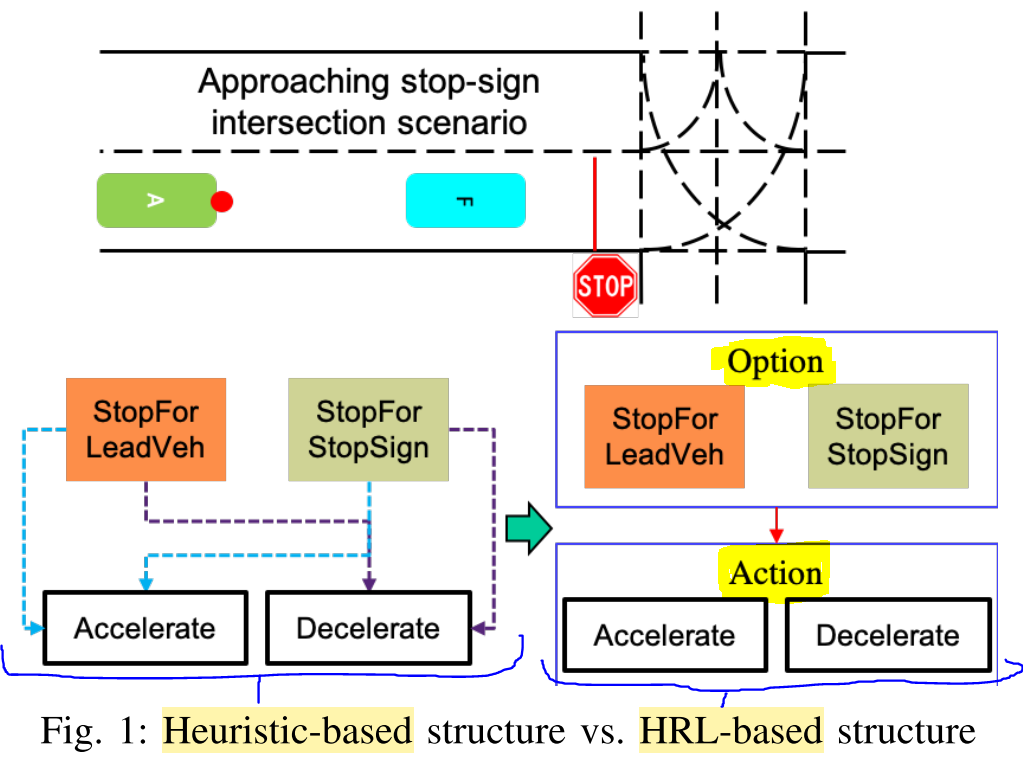 Approaching stop-sign
intersection scenario
A
F
STOP
StopFor
LeadVeh
StopFor
StopSign
Accelerate
Decelerate
Option
StopFor
LeadVeh
StopFor
StopSign
Action
Accelerate
Decelerate
Fig. 1: Heuristic-based structure vs. HRL-based structure